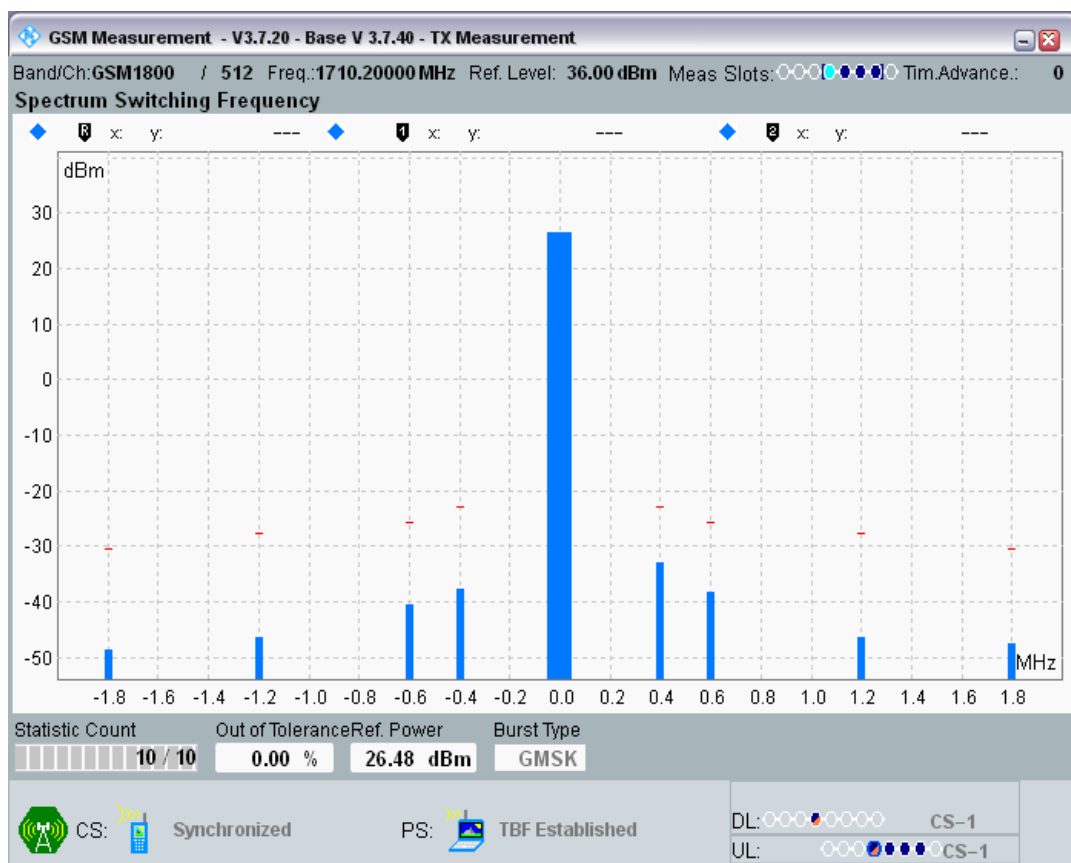 GSM Measurement - V3.7.20 - Base V 3.7.40 - TX Measurement
Band/Ch:GSM1800 / 512 Freq.:1710.20000 MHz Ref. Level: 36.00 dBm Meas Slots: Tim.Advance.: 0
Spectrum Switching Frequency
R x: y: --- 1 x: y: --- 2 x: y: ---
dBm
30
20
10
0
-10
-20
-30
-40
-50
MHz
-1.8 -1.6 -1.4 -1.2 -1.0 -0.8 -0.6 -0.4 -0.2 0.0 0.4 0.6 0.8 1.0 1.2 1.4 1.6 1.8
Statistic Count Out of Tolerance Ref. Power Burst Type
10 / 10 0.00 % 26.48 dBm GMSK
CS: Synchronized PS: TBF Established
DL: CS-1
UL: CS-1